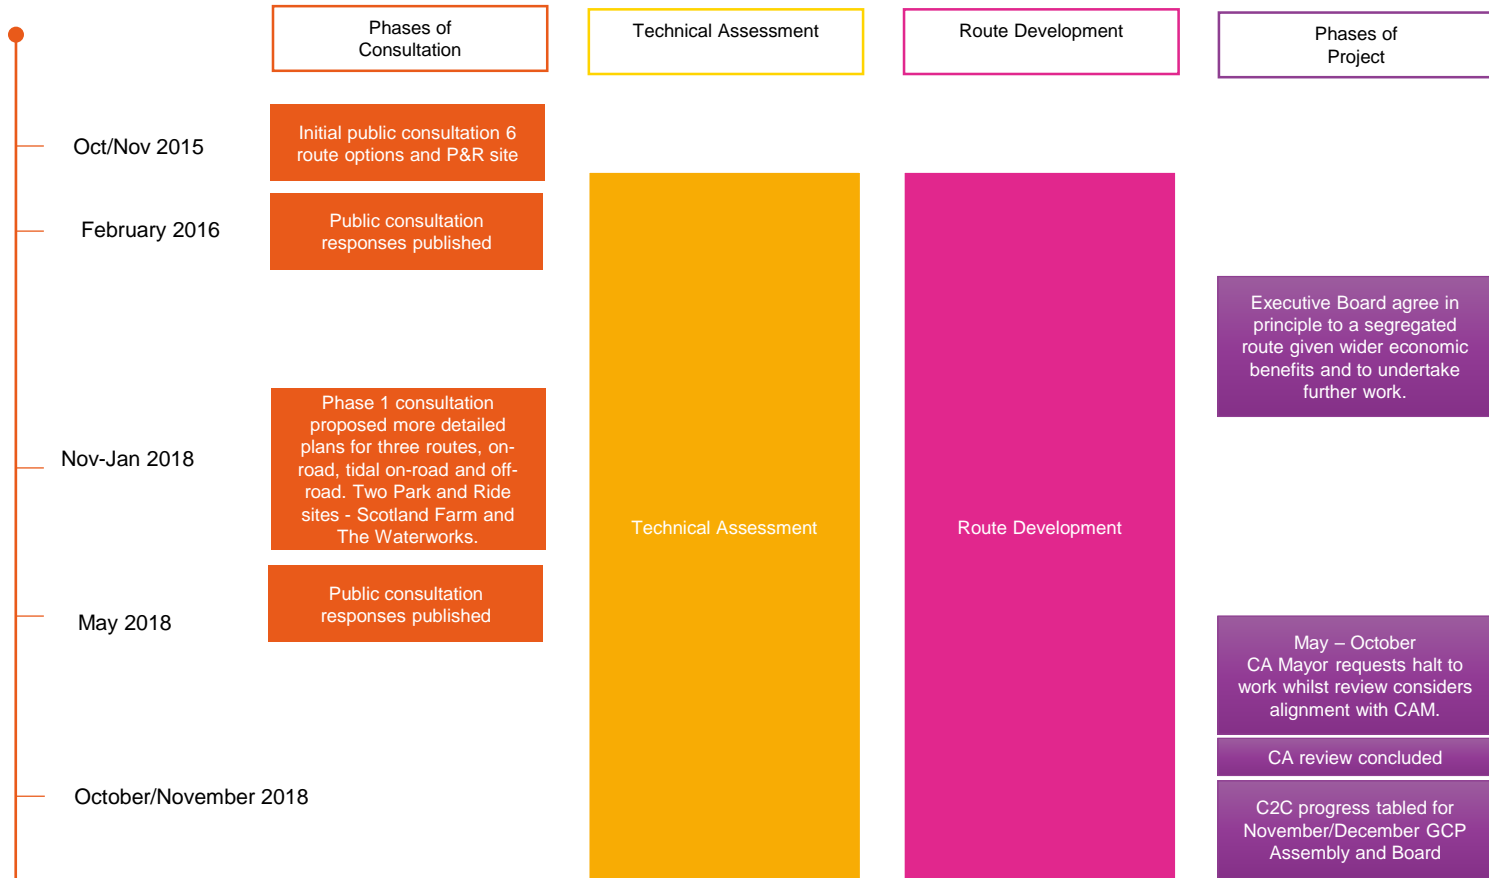 Phases of
Consultation
Technical Assessment
Route Development
Phases of
Project
Oct/Nov 2015
Initial public consultation 6
route options and P&R site
February 2016
Public consultation
responses published
Executive Board agree in
principle to a segregated
route given wider economic
benefits and to undertake
further work.
Nov-Jan 2018
Phase 1 consultation
proposed more detailed
plans for three routes, on-
road, tidal on-road and off-
road. Two Park and Ride
sites - Scotland Farm and
The Waterworks.
Technical Assessment
Route Development
May 2018
Public consultation
responses published
May – October
CA Mayor requests halt to
work whilst review considers
alignment with CAM.
CA review concluded
October/November 2018
C2C progress tabled for
November/December GCP
Assembly and Board